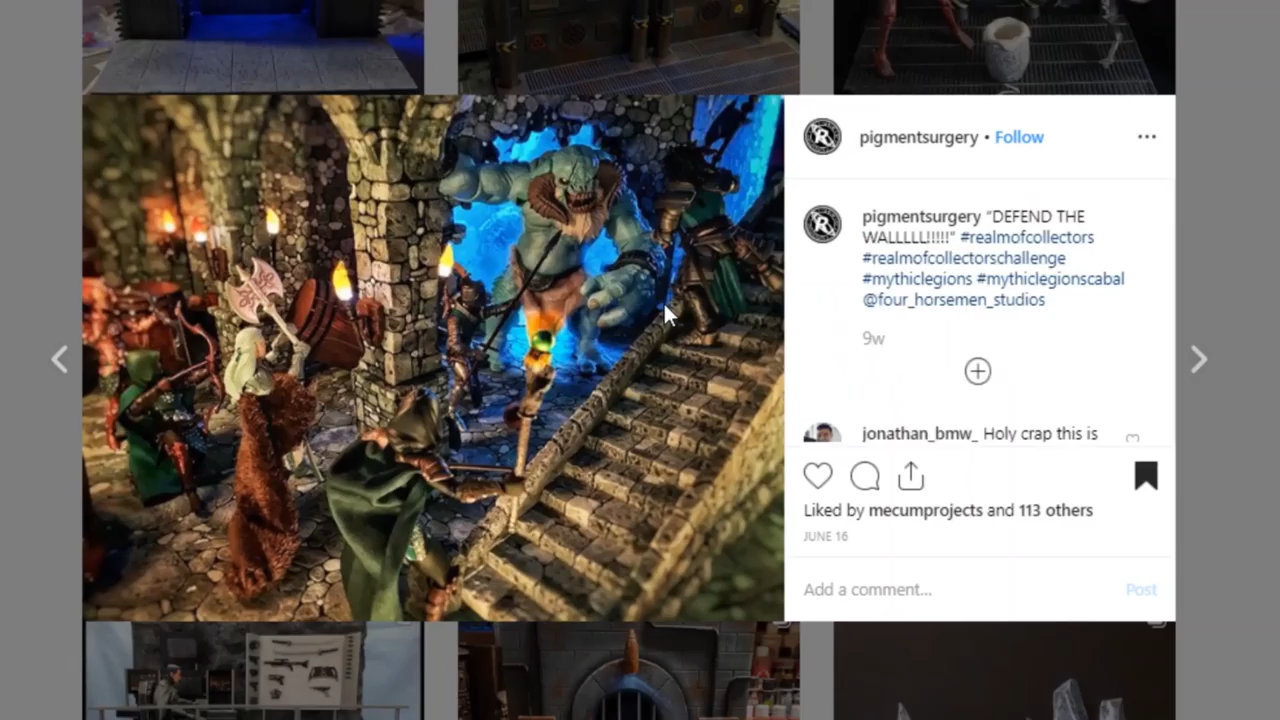 pigmentsurgery • Follow
pigmentsurgery "DEFEND THE
WALLLLL!!!!!" #realmofcollectors
#realmofcollectorschallenge
#mythiclegions #mythiclegionscabal
@four_horsemen_studios
9w
jonathan_bmw_ Holy crap this is
Liked by mecumprojects and 113 others
JUNE 16
Add a comment... Post